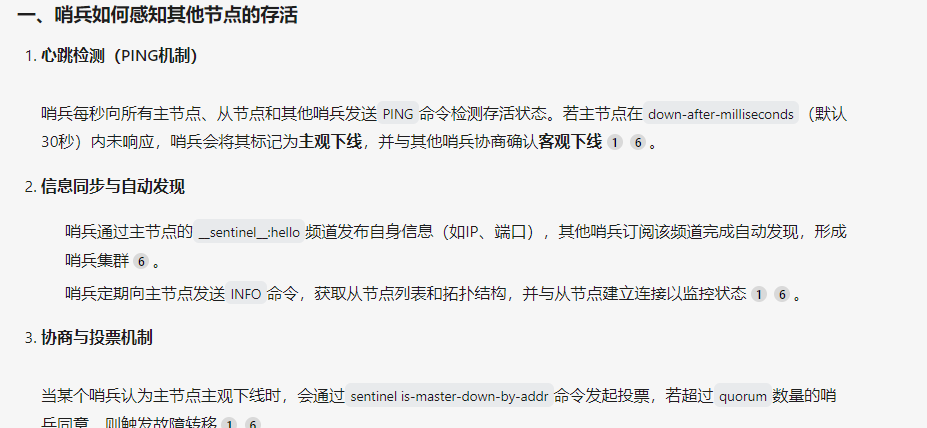 一、哨兵如何感知其他节点的存活
1. 心跳检测（PING机制）
哨兵每秒向所有主节点、从节点和其他哨兵发送 PING 命令检测存活状态。若主节点在 down-after-milliseconds （默认
30秒）内未响应，哨兵会将其标记为主观下线，并与其他哨兵协商确认客观下线 1 6 。
2. 信息同步与自动发现
哨兵通过主节点的 __sentinel__:hello 频道发布自身信息（如IP、端口），其他哨兵订阅该频道完成自动发现，形成
哨兵集群 6 。
哨兵定期向主节点发送 INFO 命令，获取从节点列表和拓扑结构，并与从节点建立连接以监控状态 1 6 。
3. 协商与投票机制
当某个哨兵认为主节点主观下线时，会通过 sentinel is-master-down-by-addr 命令发起投票，若超过 quorum 数量的哨
兵同意，则触发故障转移 1 6